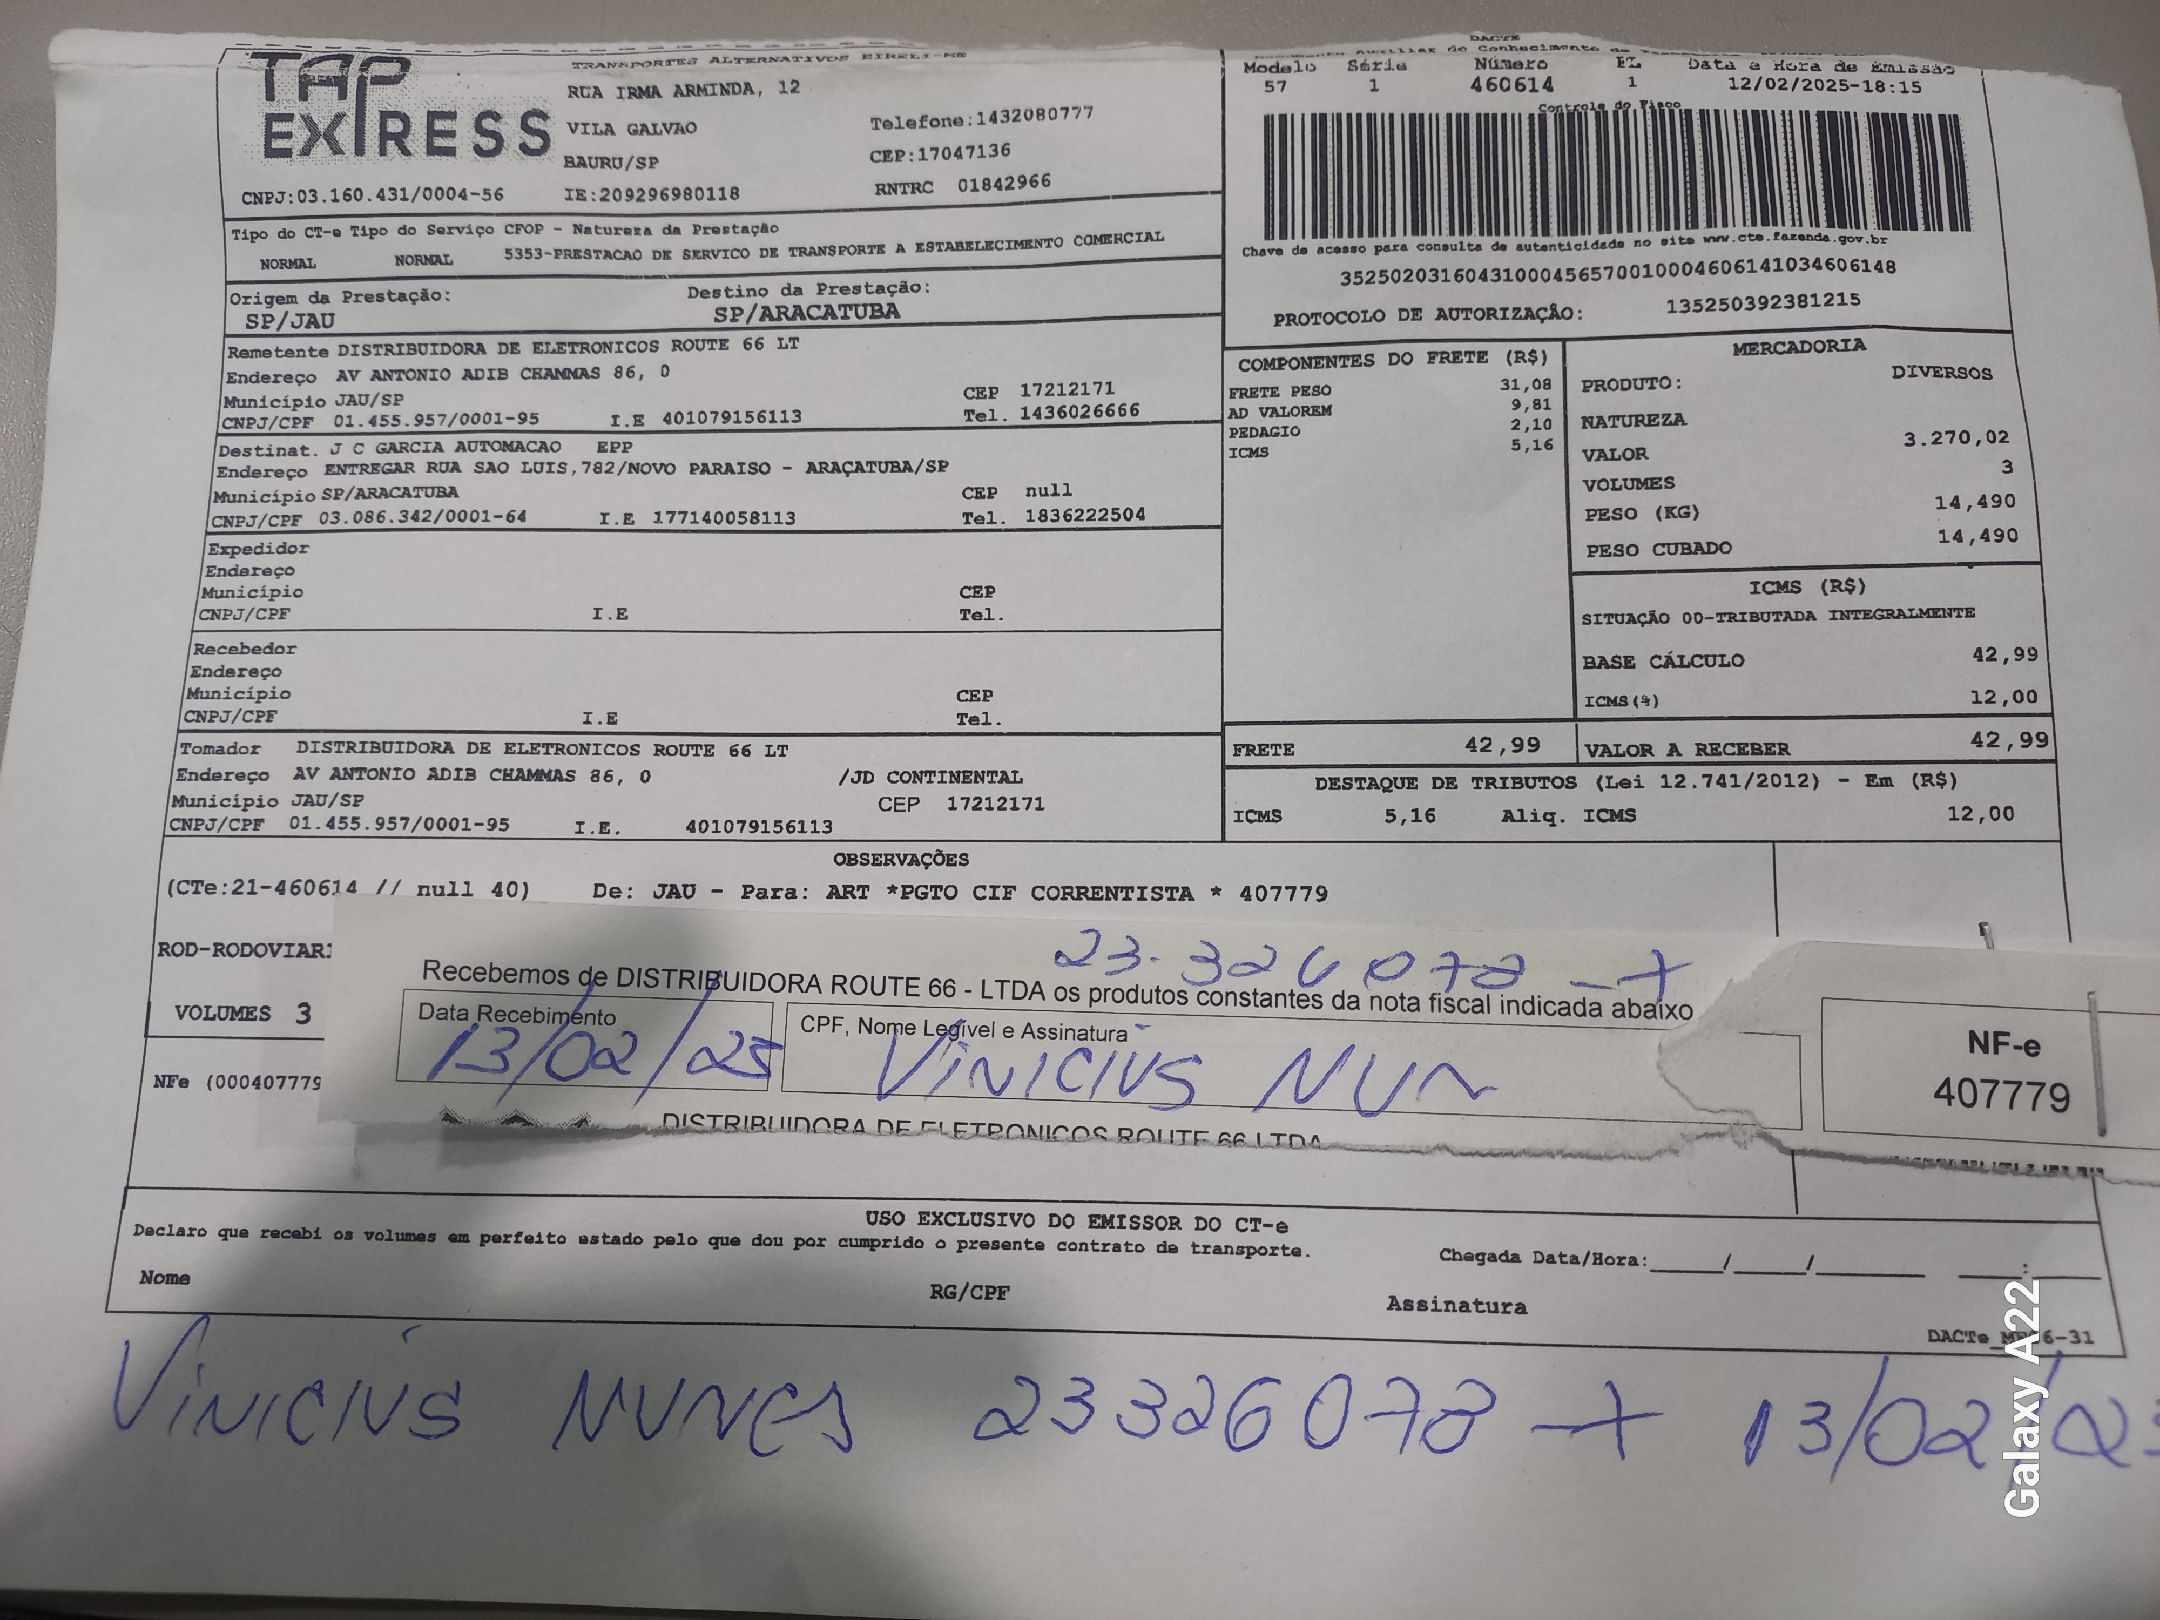 TAP EXPRESS
TRANSPORTES ALTERNATIVOS EIRELI-ME
RUA IRMA ARMINDA, 12
VILA GALVAO Telefone:1432080777
BAURU/SP CEP:17047136
CNPJ:03.160.431/0004-56 IE:209296980118 RNTRC 01842966
DACTE
Modelo Série Número FL Data e Hora de Emissão
57 1 460614 1 12/02/2025-18:15
Controle do Fisco
Chave de acesso para consulta de autenticidade no site www.cte.fazenda.gov.br
35250203160431000456570010004606141034606148
PROTOCOLO DE AUTORIZAÇÃO: 135250392381215
Tipo do CT-e Tipo do Serviço CFOP - Natureza da Prestação
NORMAL NORMAL 5353-PRESTACAO DE SERVICO DE TRANSPORTE A ESTABELECIMENTO COMERCIAL
Origem da Prestação: Destino da Prestação:
SP/JAU SP/ARACATUBA
Remetente DISTRIBUIDORA DE ELETRONICOS ROUTE 66 LT
Endereço AV ANTONIO ADIB CHAMMAS 86, 0
Município JAU/SP CEP 17212171
CNPJ/CPF 01.455.957/0001-95 I.E 401079156113 Tel. 1436026666
Destinat. J C GARCIA AUTOMACAO EPP
Endereço ENTREGAR RUA SAO LUIS,782/NOVO PARAISO - ARAÇATUBA/SP
Município SP/ARACATUBA CEP null
CNPJ/CPF 03.086.342/0001-64 I.E 177140058113 Tel. 1836222504
Expedidor
Endereço
Município CEP
CNPJ/CPF I.E Tel.
Recebedor
Endereço
Município CEP
CNPJ/CPF I.E Tel.
Tomador DISTRIBUIDORA DE ELETRONICOS ROUTE 66 LT
Endereço AV ANTONIO ADIB CHAMMAS 86, 0 /JD CONTINENTAL
Município JAU/SP CEP 17212171
CNPJ/CPF 01.455.957/0001-95 I.E. 401079156113
COMPONENTES DO FRETE (R$)
FRETE PESO 31,08
AD VALOREM 9,81
PEDAGIO 2,10
ICMS 5,16
MERCADORIA
PRODUTO: DIVERSOS
NATUREZA
VALOR 3.270,02
VOLUMES 3
PESO (KG) 14,490
PESO CUBADO 14,490
ICMS (R$)
SITUAÇÃO 00-TRIBUTADA INTEGRALMENTE
BASE CÁLCULO 42,99
ICMS(%) 12,00
FRETE 42,99 VALOR A RECEBER 42,99
DESTAQUE DE TRIBUTOS (Lei 12.741/2012) - Em (R$)
ICMS 5,16 Aliq. ICMS 12,00
OBSERVAÇÕES
(CTe:21-460614 // null 40) De: JAU - Para: ART *PGTO CIF CORRENTISTA * 407779
ROD-RODOVIARI
VOLUMES 3
NFe (000407779
23.326078-7
Recebemos de DISTRIBUIDORA ROUTE 66 - LTDA os produtos constantes da nota fiscal indicada abaixo
Data Recebimento CPF, Nome Legível e Assinatura
13/02/25 VINICIUS NUN
NF-e
407779
DISTRIBUIDORA DE ELETRONICOS ROUTE 66 LTDA
USO EXCLUSIVO DO EMISSOR DO CT-e
Declaro que recebi os volumes em perfeito estado pelo que dou por cumprido o presente contrato de transporte.
Chegada Data/Hora:_____/_____/_______ ____:_____
Nome RG/CPF Assinatura
VINICIUS NUNES 23326078-7 13/02/2
Galaxy A22